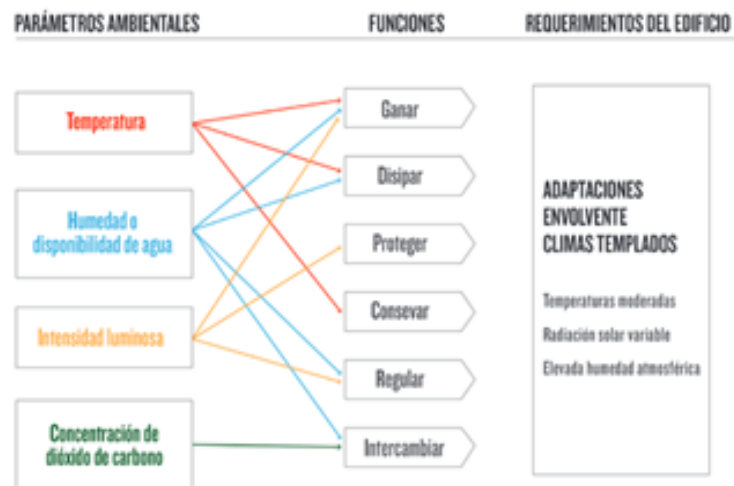 PARÁMETROS AMBIENTALES
FUNCIONES
REQUERIMIENTOS DEL EDIFICIO
Temperatura
Humedad o
disponibilidad de agua
Intensidad luminosa
Concentración de
dióxido de carbono
Ganar
Disipar
Proteger
Consevar
Regular
Intercambiar
ADAPTACIONES
ENVOLVENTE
CLIMAS TEMPLADOS
Temperaturas moderadas
Radiación solar variable
Elevada humedad atmosférica